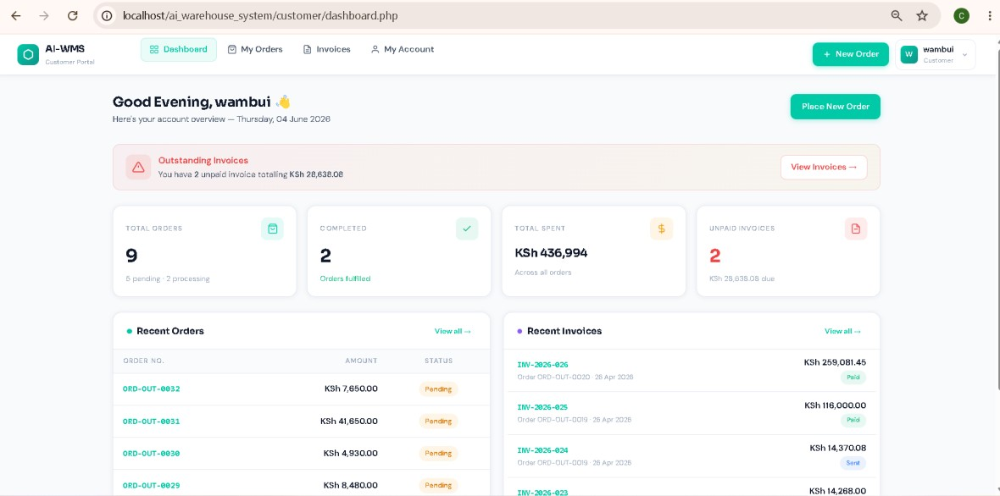 localhost/ai_warehouse_system/customer/dashboard.php
C
AI-WMS
Customer Portal
Dashboard
My Orders
Invoices
My Account
+ New Order
W
wambui
Customer
Good Evening, wambui 👋
Here's your account overview — Thursday, 04 June 2026
Place New Order
Outstanding Invoices
You have 2 unpaid invoice totalling KSh 28,638.08
View Invoices →
TOTAL ORDERS
9
5 pending · 2 processing
COMPLETED
2
Orders fulfilled
TOTAL SPENT
$
KSh 436,994
Across all orders
UNPAID INVOICES
2
KSh 28,638.08 due
Recent Orders
View all →
ORDER NO. AMOUNT STATUS
ORD-OUT-0032 KSh 7,650.00 Pending
ORD-OUT-0031 KSh 41,650.00 Pending
ORD-OUT-0030 KSh 4,930.00 Pending
ORD-OUT-0029 KSh 8,480.00 Pending
Recent Invoices
View all →
INV-2026-026 KSh 259,081.45
Order ORD-OUT-0020 · 26 Apr 2026 Paid
INV-2026-025 KSh 116,000.00
Order ORD-OUT-0019 · 26 Apr 2026 Paid
INV-2026-024 KSh 14,370.08
Order ORD-OUT-0019 · 26 Apr 2026 Sent
INV-2026-023 KSh 14,268.00